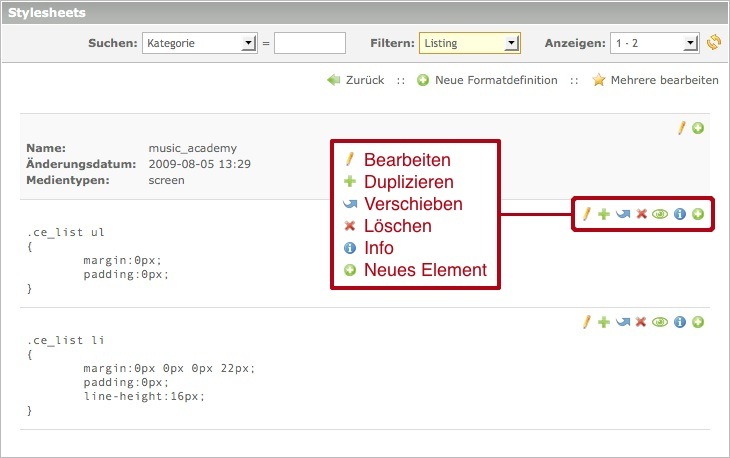 Stylesheets
Suchen: Kategorie = Filtern: Listing Anzeigen: 1 - 2
Zurück :: Neue Formatdefinition :: Mehrere bearbeiten
Name: music_academy
Änderungsdatum: 2009-08-05 13:29
Medientypen: screen
Bearbeiten
Duplizieren
Verschieben
Löschen
Info
Neues Element
.ce_list ul
{
margin:0px;
padding:0px;
}
.ce_list li
{
margin:0px 0px 0px 22px;
padding:0px;
line-height:16px;
}